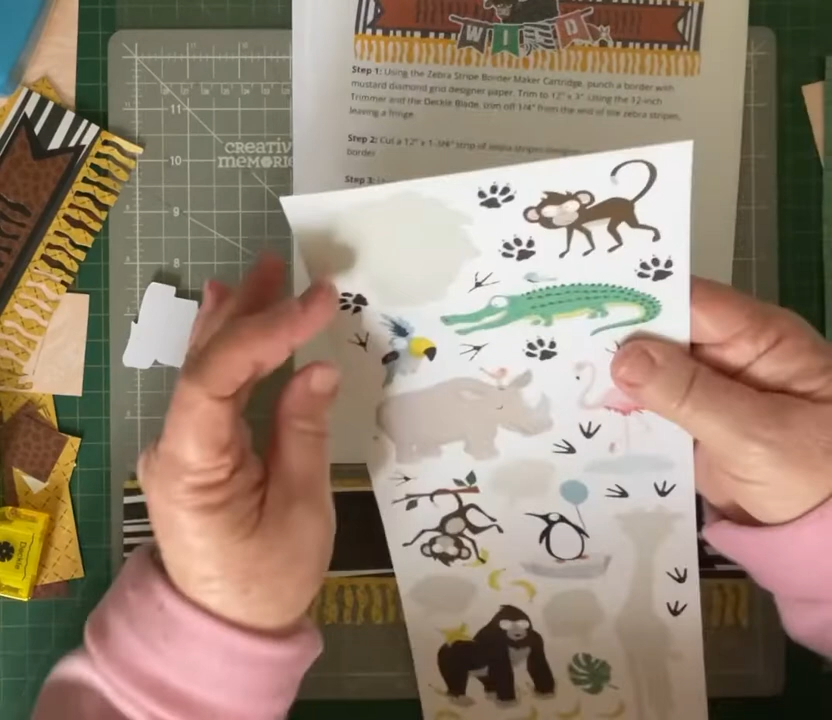 WILD
Step 1: Using the Zebra Stripe Border Maker Cartridge, punch a border with
mustard diamond grid designer paper. Trim to 12" x 3". Using the 12-inch
Trimmer and the Deckle Blade, trim off 1/4" from the end of the zebra stripes,
leaving a fringe
Step 2: Cut a 12" x 1-3/4" strip of zebra stripes designer
border
Step 3:
CREATIVE
MEMORIES
11
10
9
8